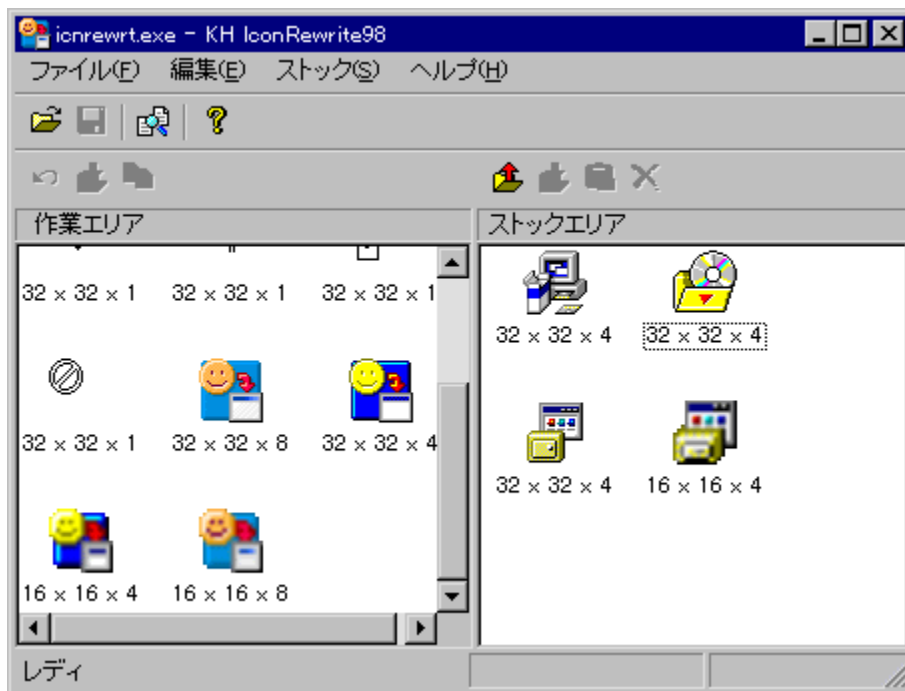 icnrewrt.exe - KH IconRewrite98
ファイル(F) 編集(E) ストック(S) ヘルプ(H)
作業エリア
ストックエリア
32 × 32 × 1 32 × 32 × 1 32 × 32 × 1
32 × 32 × 1 32 × 32 × 8 32 × 32 × 4
16 × 16 × 4 16 × 16 × 8
32 × 32 × 4 32 × 32 × 4
32 × 32 × 4 16 × 16 × 4
レディ